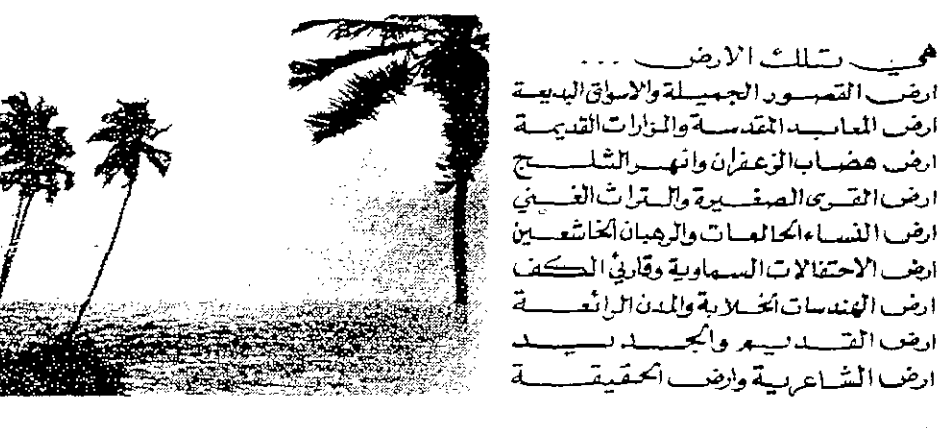 هي تلك الارض ...
ارض القصور الجميلة والاسواق البديعة
ارض المعابد المقدسة والمزارات القديمة
ارض هضاب الزعفران وانهر الثلج
ارض القرى الصغيرة والتراث الغني
ارض النساء الحالمات والرهبان الخاشعين
ارض الاحتفالات السماوية وقارئي الكف
ارض الهندسات الخلابة والمدن الرائعة
ارض القديم والجديد
ارض الشاعرية وارض الحقيقة